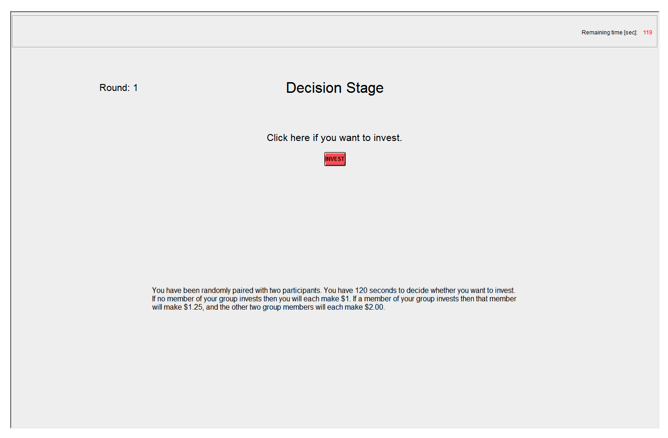 Remaining time [sec]: 119
Round: 1
Decision Stage
Click here if you want to invest.
INVEST
You have been randomly paired with two participants. You have 120 seconds to decide whether you want to invest.
If no member of your group invests then you will each make $1. If a member of your group invests then that member
will make $1.25, and the other two group members will each make $2.00.